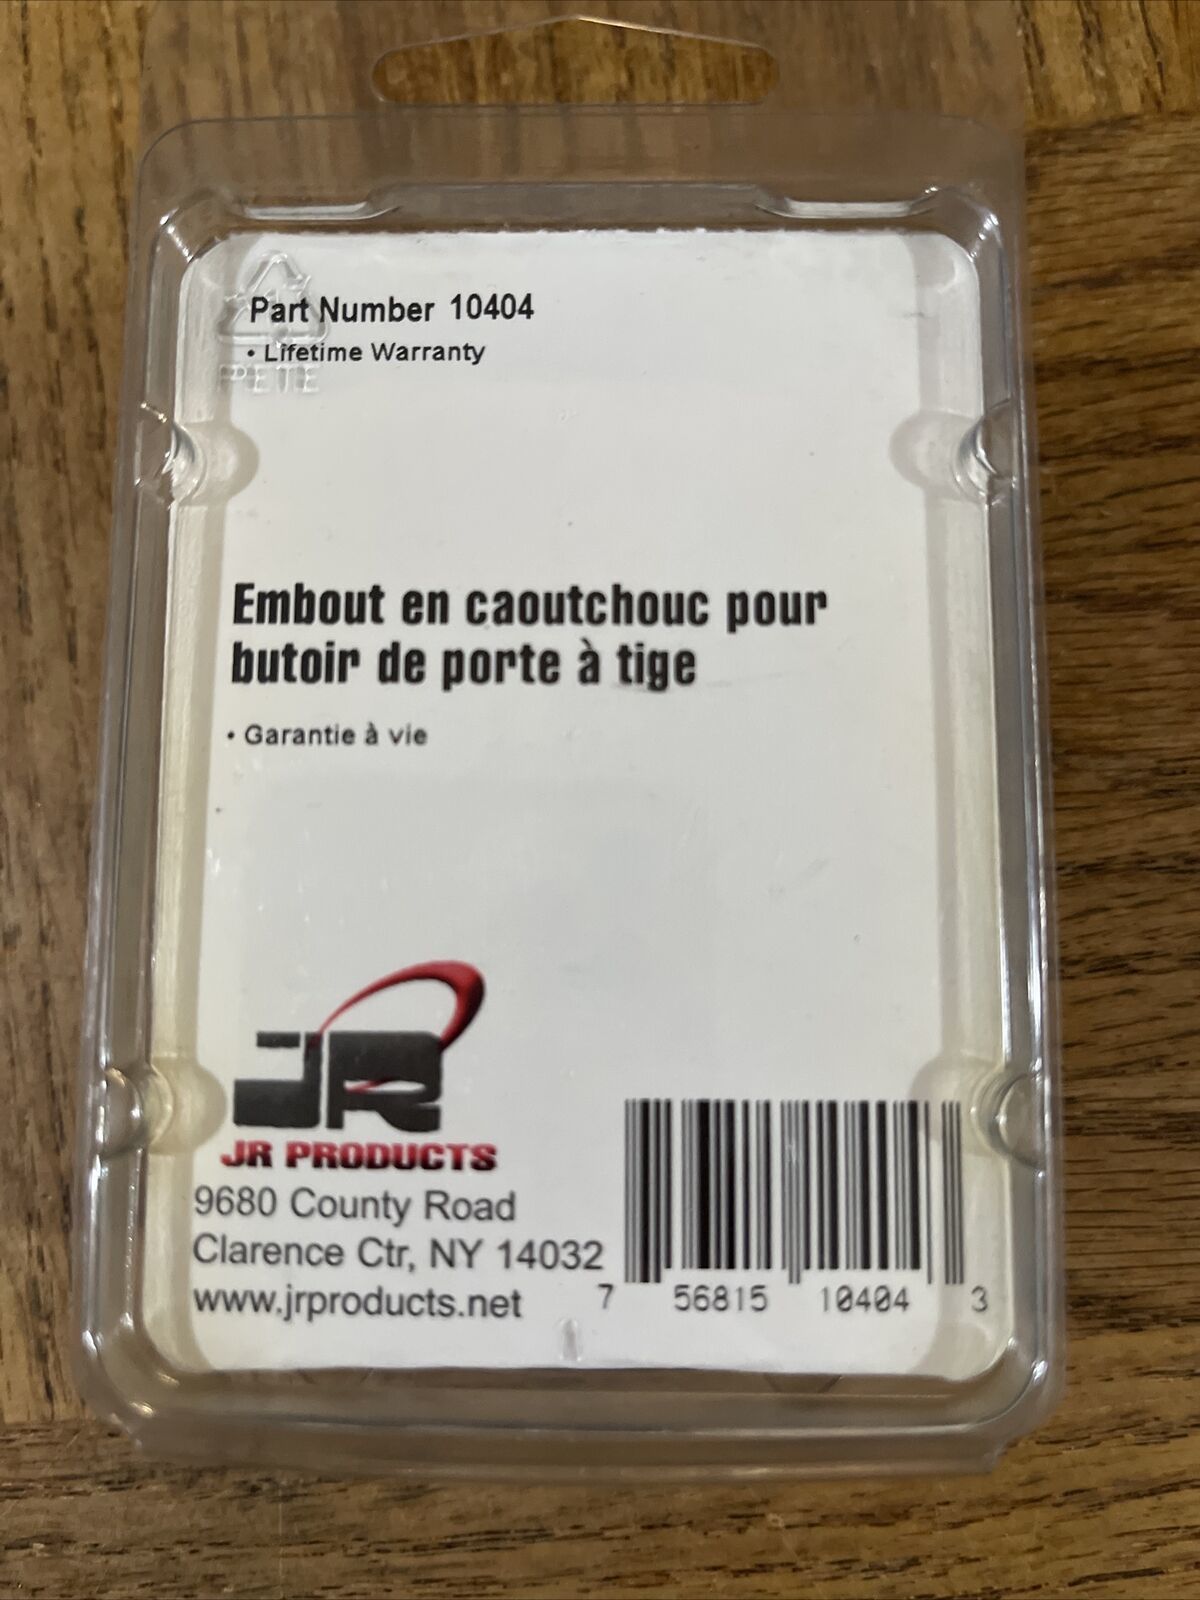 Part Number 10404
• Lifetime Warranty
PETE
Embout en caoutchouc pour
butoir de porte à tige
• Garantie à vie
JR
JR PRODUCTS
9680 County Road
Clarence Ctr, NY 14032
www.jrproducts.net
7 56815 10404 3